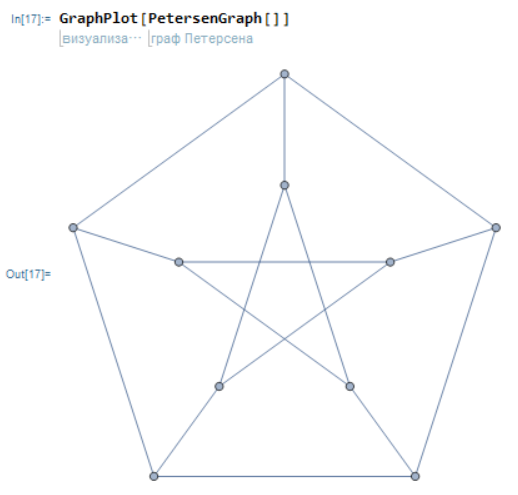 In[17]:= GraphPlot[PetersenGraph[]]
визуализа··· граф Петерсена
Out[17]=